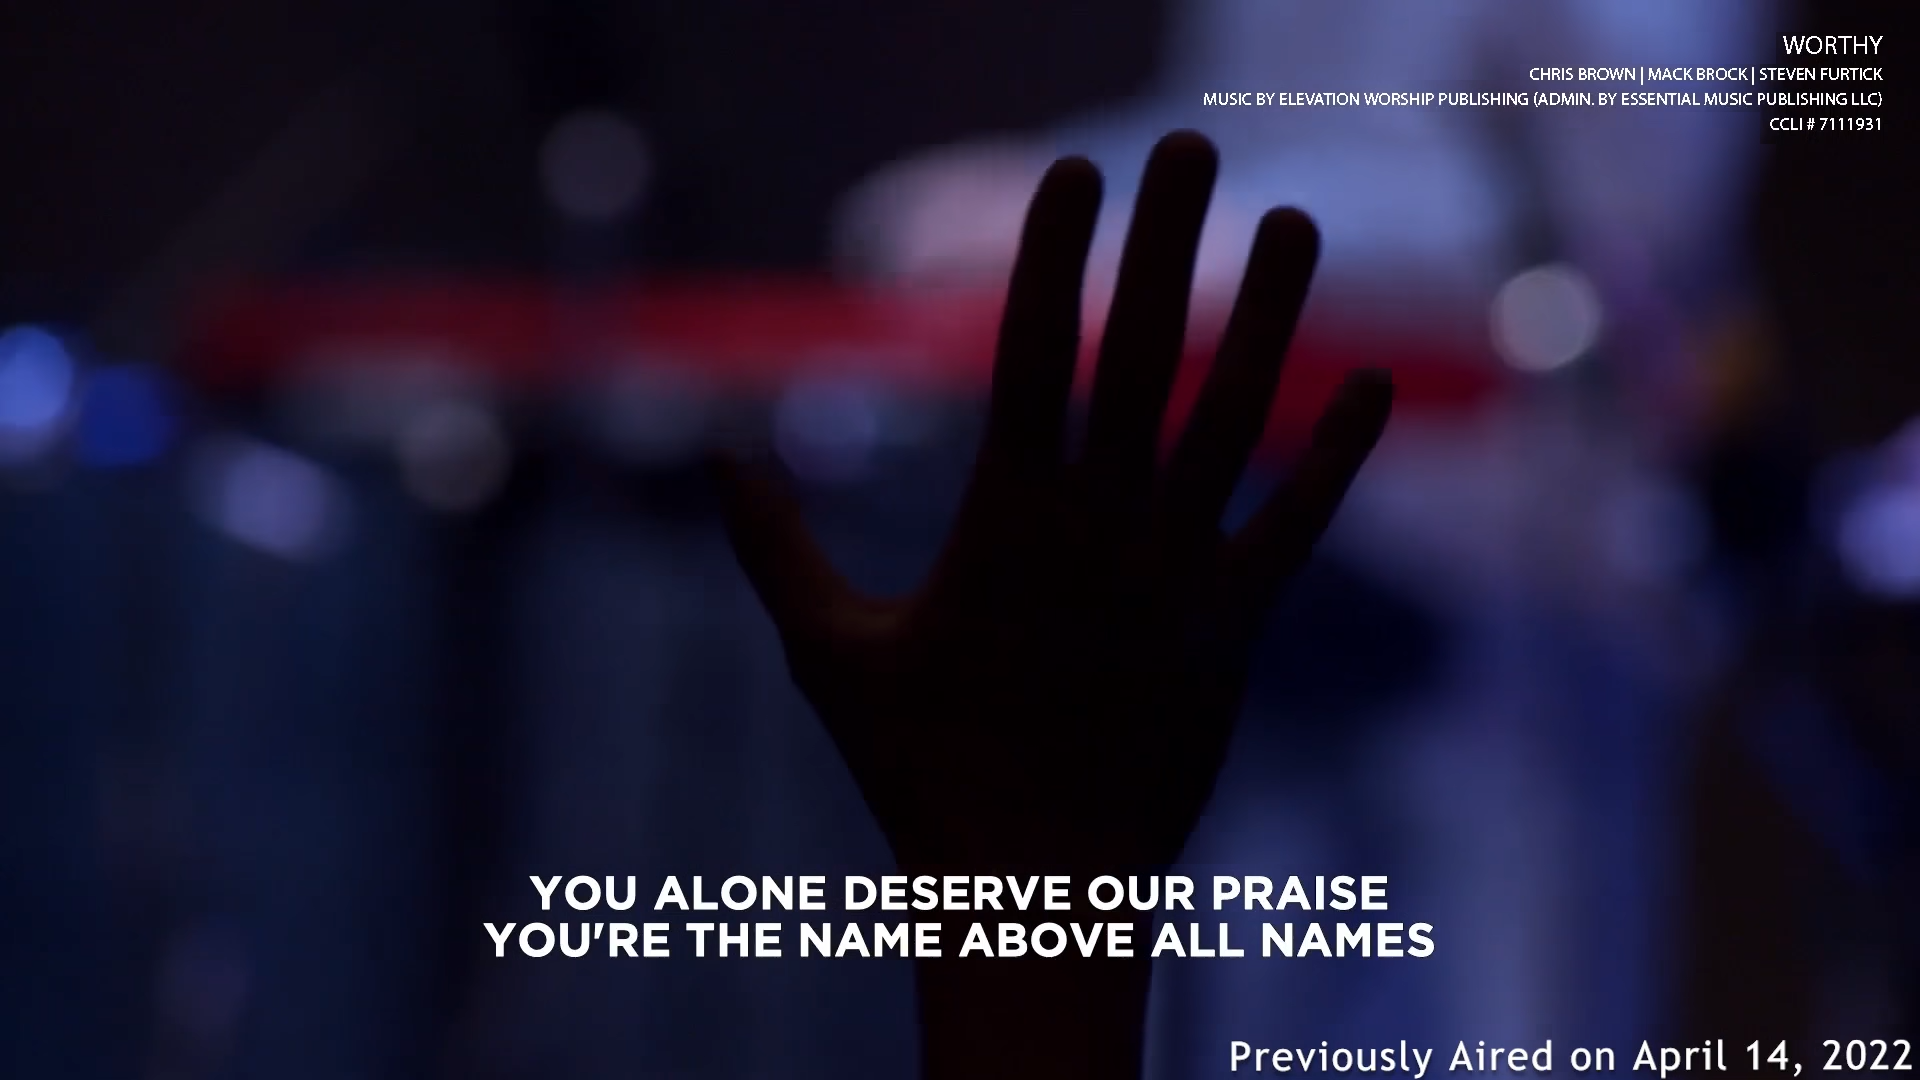 WORTHY
CHRIS BROWN | MACK BROCK | STEVEN FURTICK
MUSIC BY ELEVATION WORSHIP PUBLISHING (ADMIN. BY ESSENTIAL MUSIC PUBLISHING LLC)
CCLI # 7111931
YOU ALONE DESERVE OUR PRAISE
YOU'RE THE NAME ABOVE ALL NAMES
Previously Aired on April 14, 2022